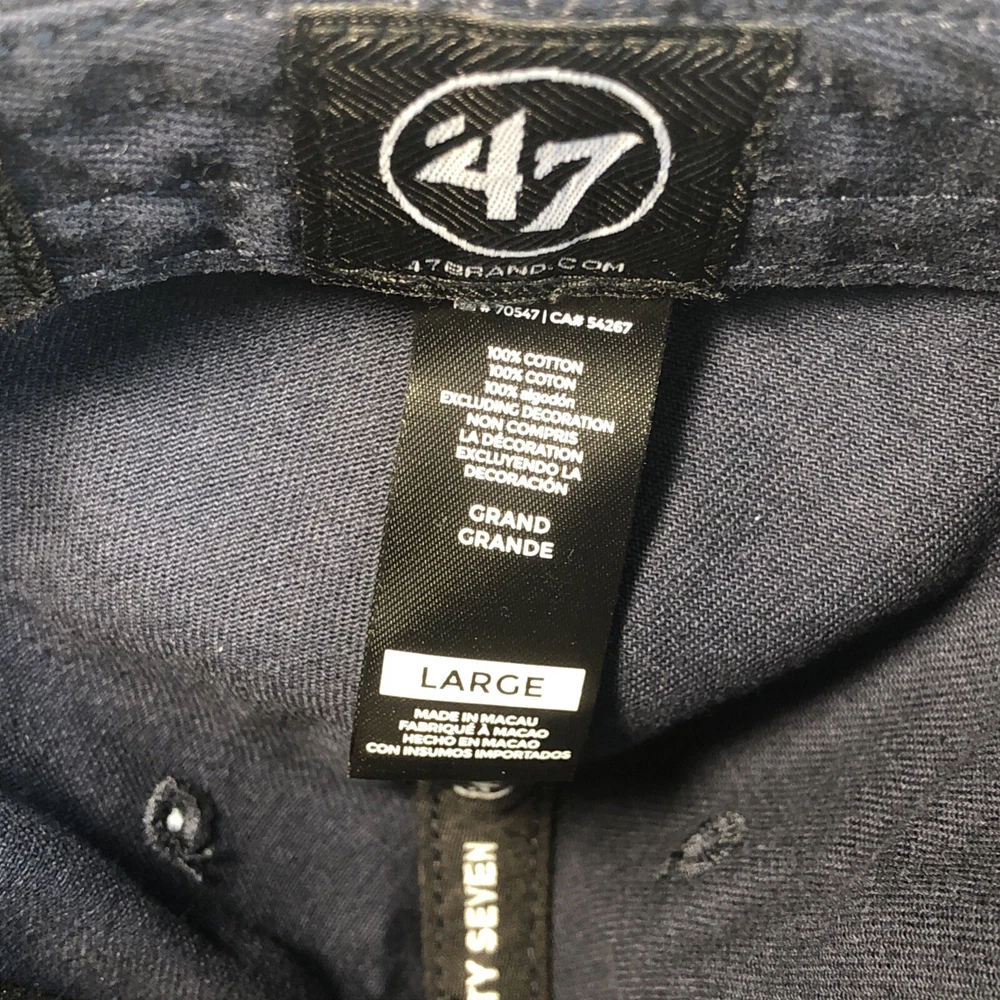 '47
47BRAND.COM
# 70547 | CA# 54267
100% COTTON
100% COTON
100% algodón
EXCLUDING DECORATION
NON COMPRIS
LA DÉCORATION
EXCLUYENDO LA
DECORACIÓN
GRAND
GRANDE
LARGE
MADE IN MACAU
FABRIQUÉ À MACAO
HECHO EN MACAO
CON INSUMOS IMPORTADOS
TY SEVEN